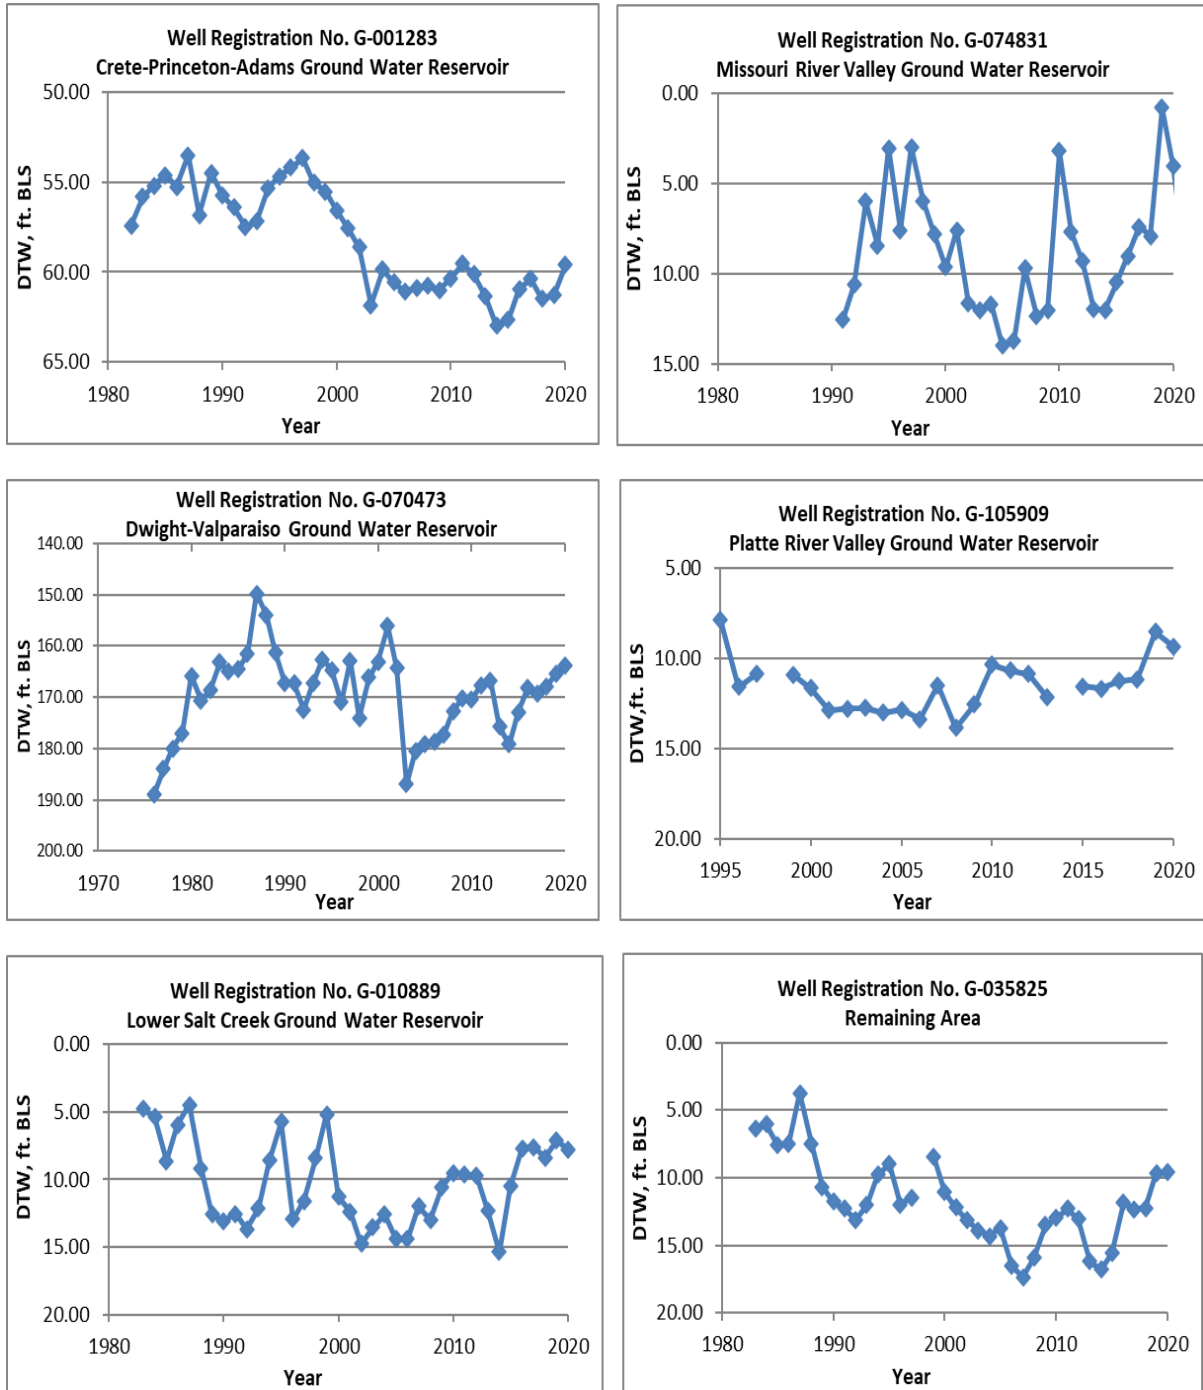 Well Registration No. G-001283
Crete-Princeton-Adams Ground Water Reservoir
50.00
55.00
60.00
65.00
DTW, ft. BLS
1980 1990 2000 2010 2020
Year
Well Registration No. G-074831
Missouri River Valley Ground Water Reservoir
0.00
5.00
10.00
15.00
DTW, ft. BLS
1980 1990 2000 2010 2020
Year
Well Registration No. G-070473
Dwight-Valparaiso Ground Water Reservoir
140.00
150.00
160.00
170.00
180.00
190.00
200.00
DTW, ft. BLS
1970 1980 1990 2000 2010 2020
Year
Well Registration No. G-105909
Platte River Valley Ground Water Reservoir
5.00
10.00
15.00
20.00
DTW,ft. BLS
1995 2000 2005 2010 2015 2020
Year
Well Registration No. G-010889
Lower Salt Creek Ground Water Reservoir
0.00
5.00
10.00
15.00
20.00
DTW, ft. BLS
1980 1990 2000 2010 2020
Year
Well Registration No. G-035825
Remaining Area
0.00
5.00
10.00
15.00
20.00
DTW, ft. BLS
1980 1990 2000 2010 2020
Year